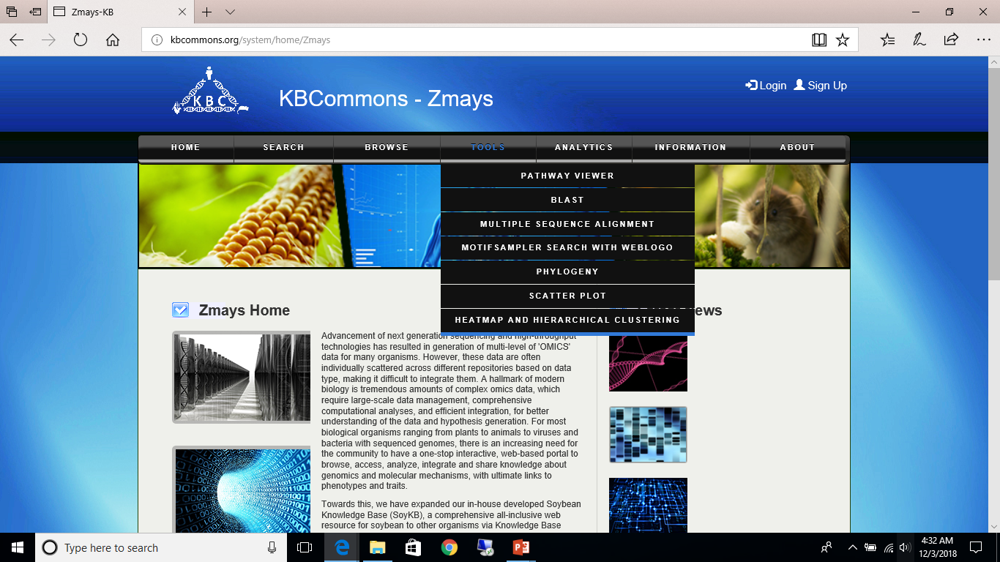 Zmays-KB
kbcommons.org/system/home/Zmays
K B C
KBCommons - Zmays
Login Sign Up
HOME SEARCH BROWSE TOOLS ANALYTICS INFORMATION ABOUT
PATHWAY VIEWER
BLAST
MULTIPLE SEQUENCE ALIGNMENT
MOTIFSAMPLER SEARCH WITH WEBLOGO
PHYLOGENY
SCATTER PLOT
HEATMAP AND HIERARCHICAL CLUSTERING
Zmays Home
Advancement of next generation sequencing and high-throughput
technologies has resulted in generation of multi-level of 'OMICS'
data for many organisms. However, these data are often
individually scattered across different repositories based on data
type, making it difficult to integrate them. A hallmark of modern
biology is tremendous amounts of complex omics data, which
require large-scale data management, comprehensive
computational analyses, and efficient integration, for better
understanding of the data and hypothesis generation. For most
biological organisms ranging from plants to animals to viruses and
bacteria with sequenced genomes, there is an increasing need for
the community to have a one-stop interactive, web-based portal to
browse, access, analyze, integrate and share knowledge about
genomics and molecular mechanisms, with ultimate links to
phenotypes and traits.
Towards this, we have expanded our in-house developed Soybean
Knowledge Base (SoyKB), a comprehensive all-inclusive web
resource for soybean to other organisms via Knowledge Base
Type here to search
4:32 AM
12/3/2018